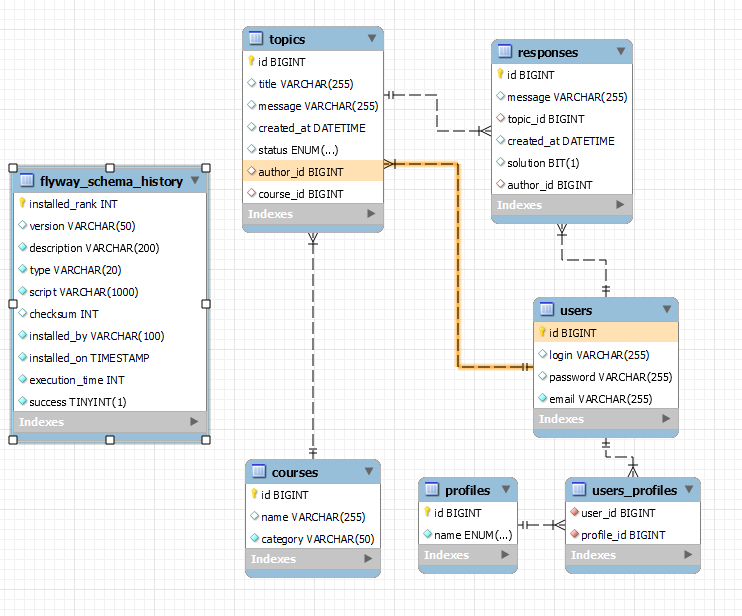 topics
id BIGINT
title VARCHAR(255)
message VARCHAR(255)
created_at DATETIME
status ENUM(...)
author_id BIGINT
course_id BIGINT
Indexes
responses
id BIGINT
message VARCHAR(255)
topic_id BIGINT
created_at DATETIME
solution BIT(1)
author_id BIGINT
Indexes
flyway_schema_history
installed_rank INT
version VARCHAR(50)
description VARCHAR(200)
type VARCHAR(20)
script VARCHAR(1000)
checksum INT
installed_by VARCHAR(100)
installed_on TIMESTAMP
execution_time INT
success TINYINT(1)
Indexes
users
id BIGINT
login VARCHAR(255)
password VARCHAR(255)
email VARCHAR(255)
Indexes
courses
id BIGINT
name VARCHAR(255)
category VARCHAR(50)
Indexes
profiles
id BIGINT
name ENUM(...)
Indexes
users_profiles
user_id BIGINT
profile_id BIGINT
Indexes